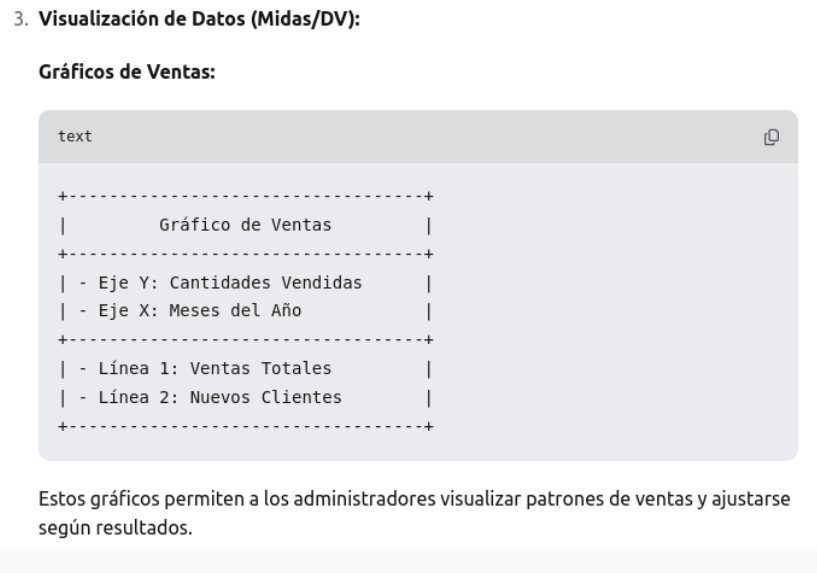 3. Visualización de Datos (Midas/DV):
Gráficos de Ventas:
text
+-----------------------------------+
|         Gráfico de Ventas         |
+-----------------------------------+
| - Eje Y: Cantidades Vendidas      |
| - Eje X: Meses del Año            |
+-----------------------------------+
| - Línea 1: Ventas Totales         |
| - Línea 2: Nuevos Clientes        |
+-----------------------------------+
Estos gráficos permiten a los administradores visualizar patrones de ventas y ajustarse
según resultados.